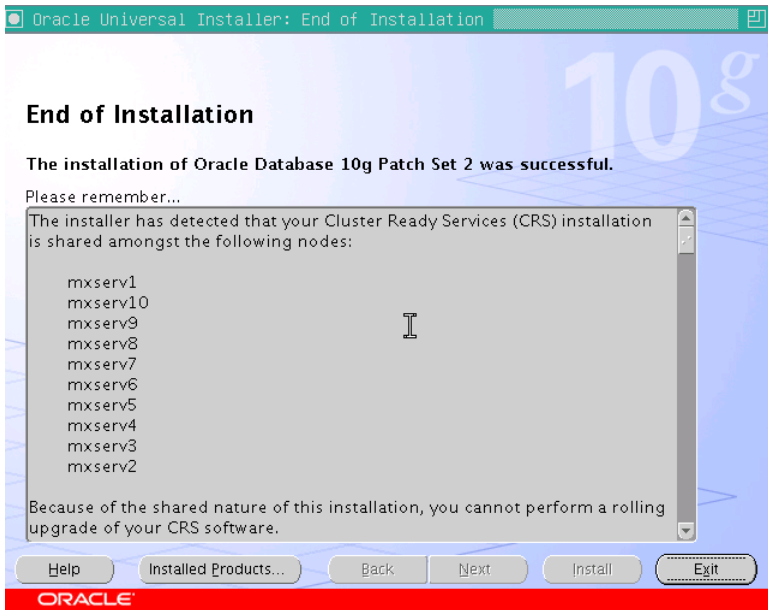 Oracle Universal Installer: End of Installation
10g
End of Installation
The installation of Oracle Database 10g Patch Set 2 was successful.
Please remember...
The installer has detected that your Cluster Ready Services (CRS) installation
is shared amongst the following nodes:
mxserv1
mxserv10
mxserv9
mxserv8
mxserv7
mxserv6
mxserv5
mxserv4
mxserv3
mxserv2
Because of the shared nature of this installation, you cannot perform a rolling
upgrade of your CRS software.
Help Installed Products... Back Next Install Exit
ORACLE